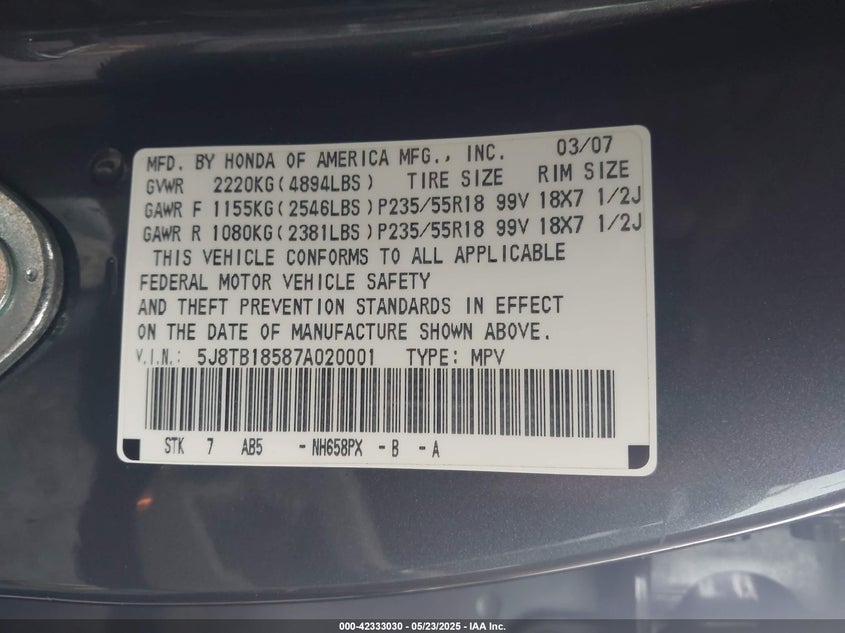 MFD. BY HONDA OF AMERICA MFG., INC. 03/07
GVWR 2220KG(4894LBS) TIRE SIZE RIM SIZE
GAWR F 1155KG(2546LBS)P235/55R18 99V 18X7 1/2J
GAWR R 1080KG(2381LBS)P235/55R18 99V 18X7 1/2J
THIS VEHICLE CONFORMS TO ALL APPLICABLE
FEDERAL MOTOR VEHICLE SAFETY
AND THEFT PREVENTION STANDARDS IN EFFECT
ON THE DATE OF MANUFACTURE SHOWN ABOVE.
V.I.N.: 5J8TB18587A020001 TYPE: MPV
STK 7 AB5 -NH658PX -B -A
000-42333030 - 05/23/2025 - IAA Inc.